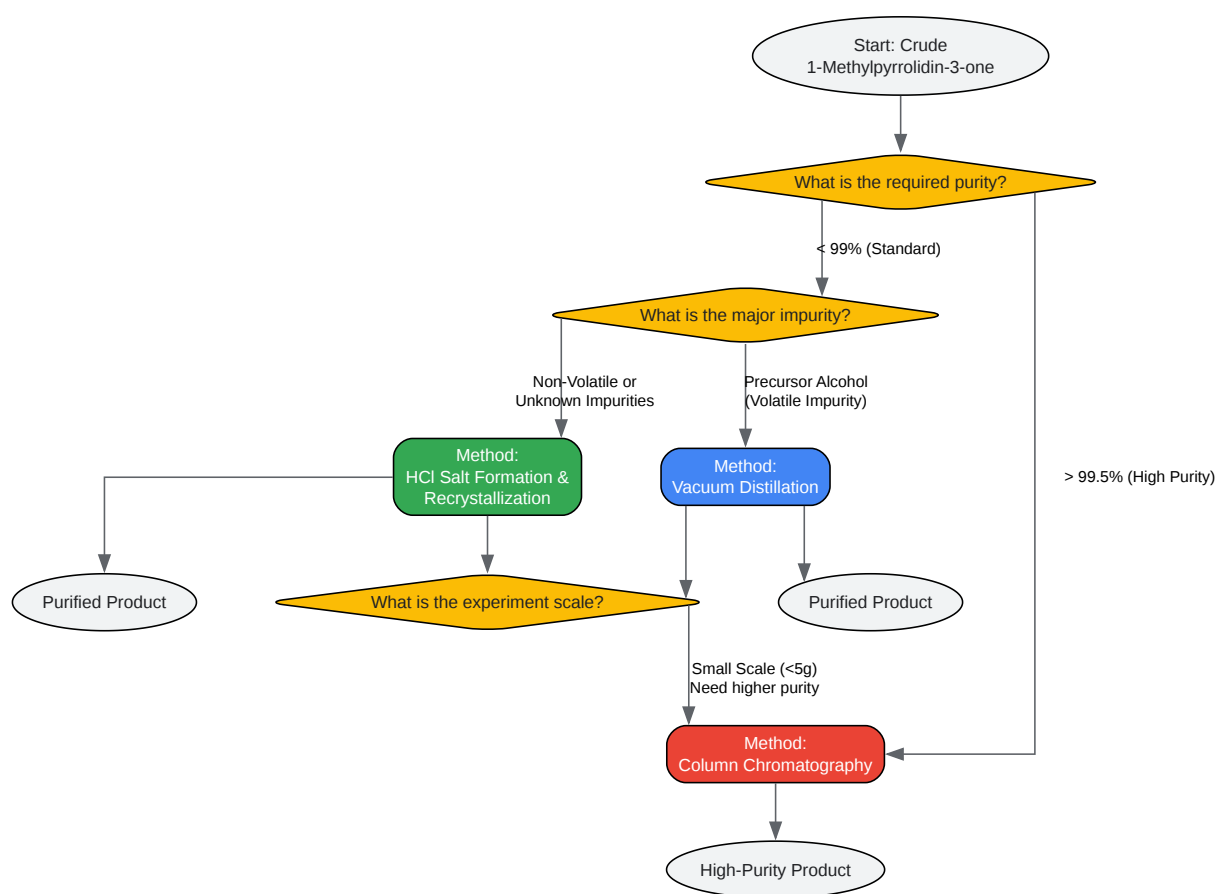 Start: Crude
1-Methylpyrrolidin-3-one
What is the required purity?
< 99% (Standard)
What is the major impurity?
Non-Volatile or
Unknown Impurities
Precursor Alcohol
(Volatile Impurity)
Method:
HCl Salt Formation &
Recrystallization
Method:
Vacuum Distillation
> 99.5% (High Purity)
Purified Product
What is the experiment scale?
Purified Product
Small Scale (<5g)
Need higher purity
Method:
Column Chromatography
High-Purity Product